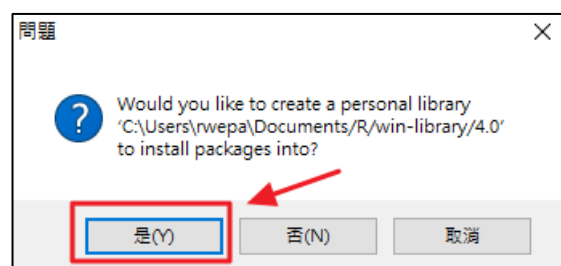 問題
Would you like to create a personal library
‘C:\Users\rwepa\Documents/R/win-library/4.0’
to install packages into?
是(Y) 否(N) 取消